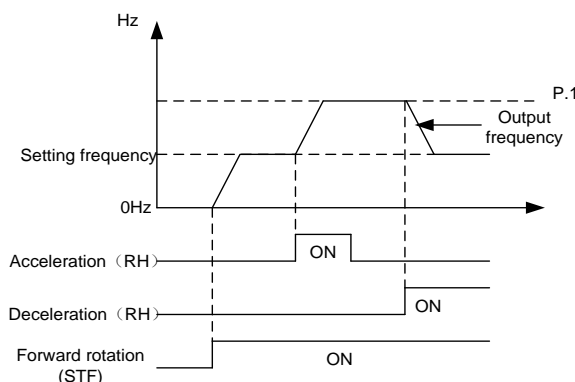 Hz
P.1
Output
frequency
Setting frequency
0Hz
Acceleration（RH）
ON
Deceleration（RH）
ON
Forward rotation
(STF)
ON